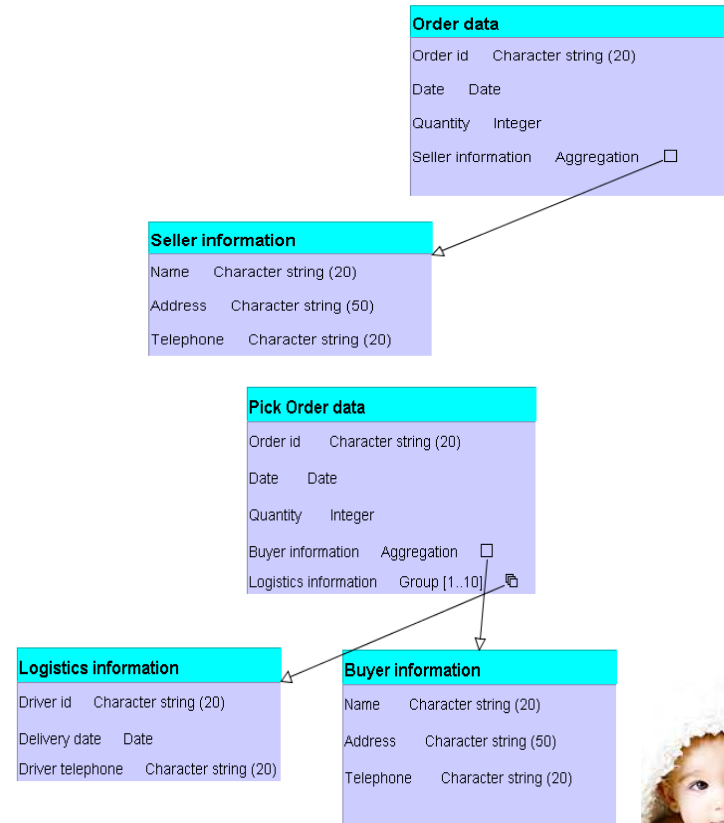 Order data
Order id Character string (20)
Date Date
Quantity Integer
Seller information Aggregation
Seller information
Name Character string (20)
Address Character string (50)
Telephone Character string (20)
Pick Order data
Order id Character string (20)
Date Date
Quantity Integer
Buyer information Aggregation
Logistics information Group [1..10]
Logistics information
Driver id Character string (20)
Delivery date Date
Driver telephone Character string (20)
Buyer information
Name Character string (20)
Address Character string (50)
Telephone Character string (20)